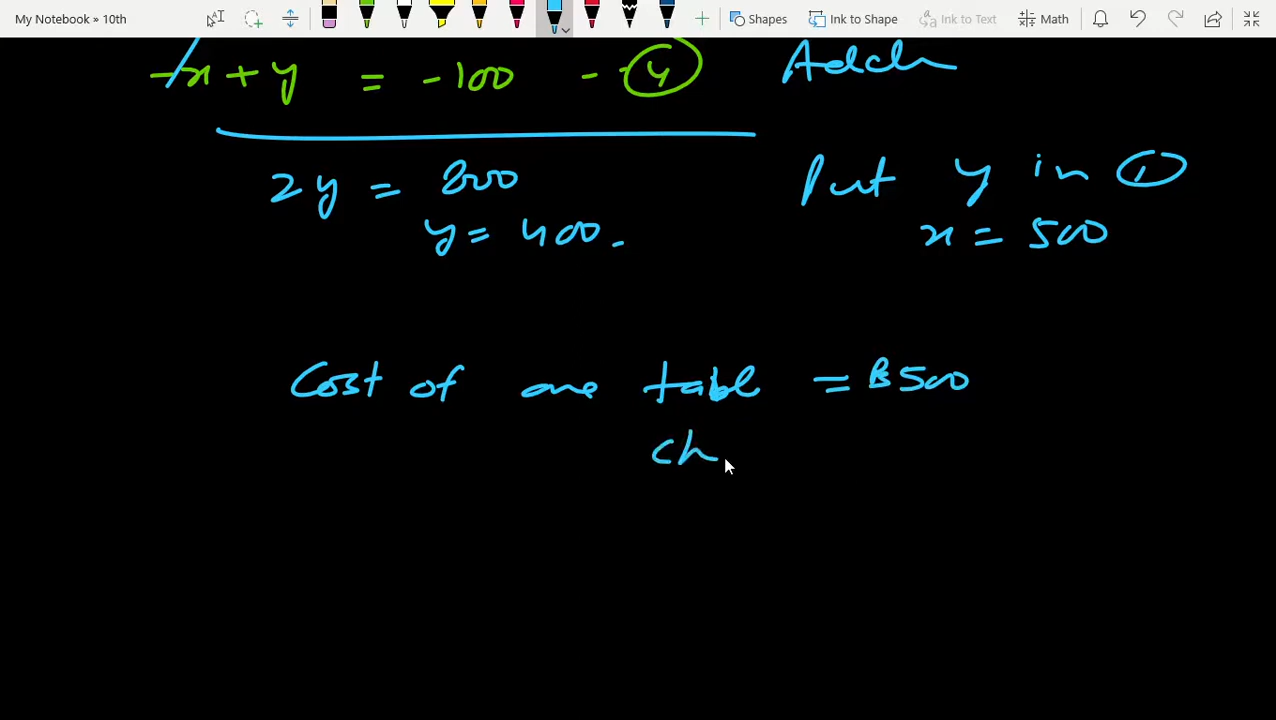 My Notebook » 10th Shapes Ink to Shape Ink to Text Math
-x + y = -100 - 4 Add
2y = 800 Put y in 1
y = 400. x = 500
Cost of one table = ₨500
ch